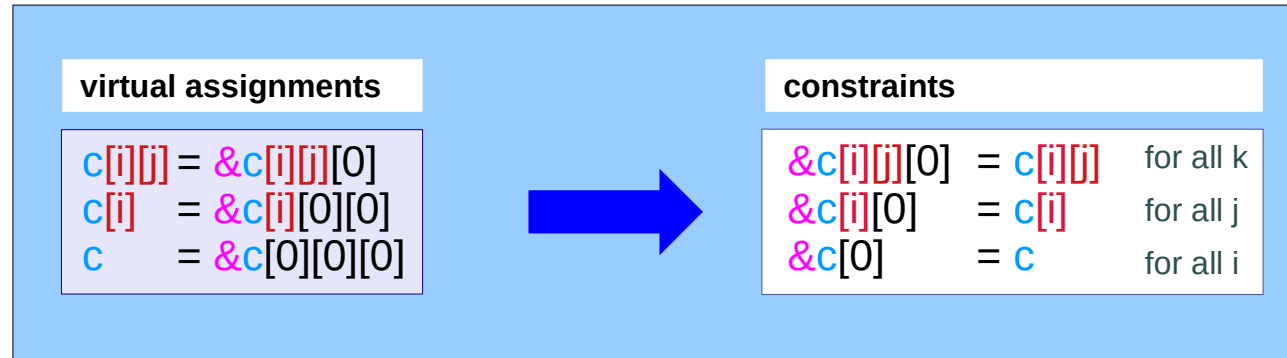 virtual assignments
c[i][j] = &c[i][j][0]
c[i] = &c[i][0][0]
c = &c[0][0][0]
constraints
&c[i][j][0] = c[i][j] for all k
&c[i][0] = c[i] for all j
&c[0] = c for all i